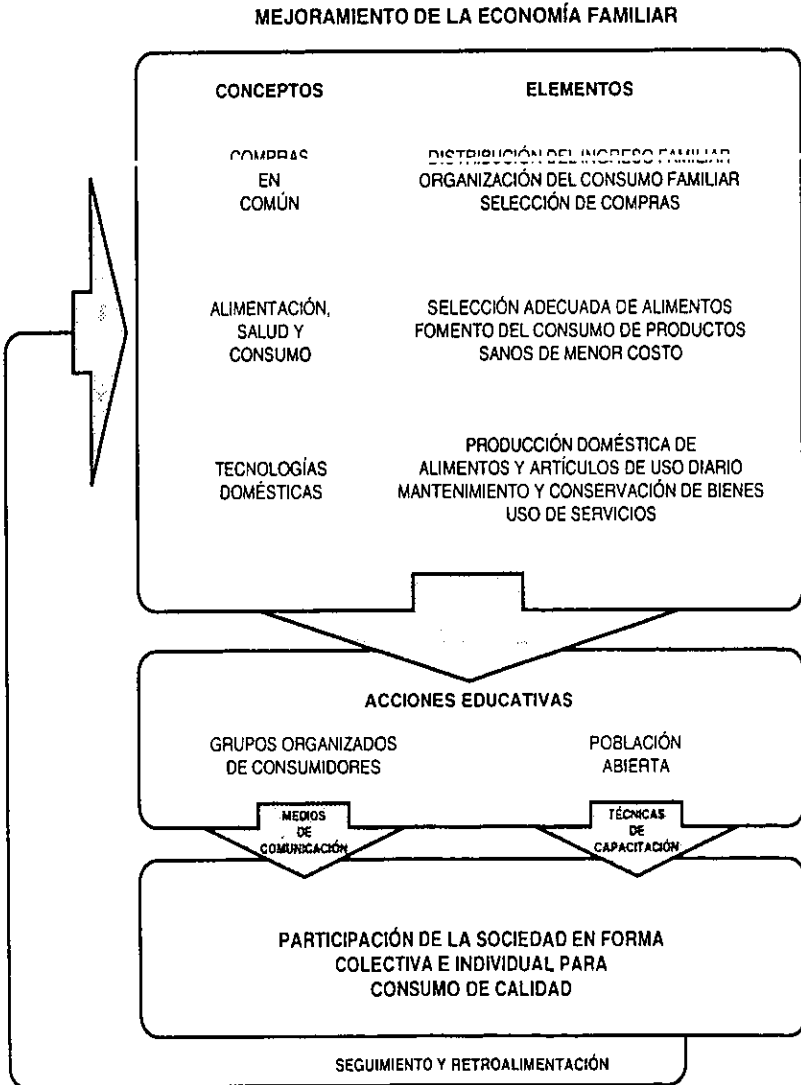 MEJORAMIENTO DE LA ECONOMÍA FAMILIAR
CONCEPTOS
ELEMENTOS
COMPRAS
EN
COMÚN
DISTRIBUCIÓN DEL INGRESO FAMILIAR
ORGANIZACIÓN DEL CONSUMO FAMILIAR
SELECCIÓN DE COMPRAS
ALIMENTACIÓN,
SALUD Y
CONSUMO
SELECCIÓN ADECUADA DE ALIMENTOS
FOMENTO DEL CONSUMO DE PRODUCTOS
SANOS DE MENOR COSTO
TECNOLOGÍAS
DOMÉSTICAS
PRODUCCIÓN DOMÉSTICA DE
ALIMENTOS Y ARTÍCULOS DE USO DIARIO
MANTENIMIENTO Y CONSERVACIÓN DE BIENES
USO DE SERVICIOS
ACCIONES EDUCATIVAS
GRUPOS ORGANIZADOS
DE CONSUMIDORES
POBLACIÓN
ABIERTA
MEDIOS
DE
COMUNICACIÓN
TÉCNICAS
DE
CAPACITACIÓN
PARTICIPACIÓN DE LA SOCIEDAD EN FORMA
COLECTIVA E INDIVIDUAL PARA
CONSUMO DE CALIDAD
SEGUIMIENTO Y RETROALIMENTACIÓN